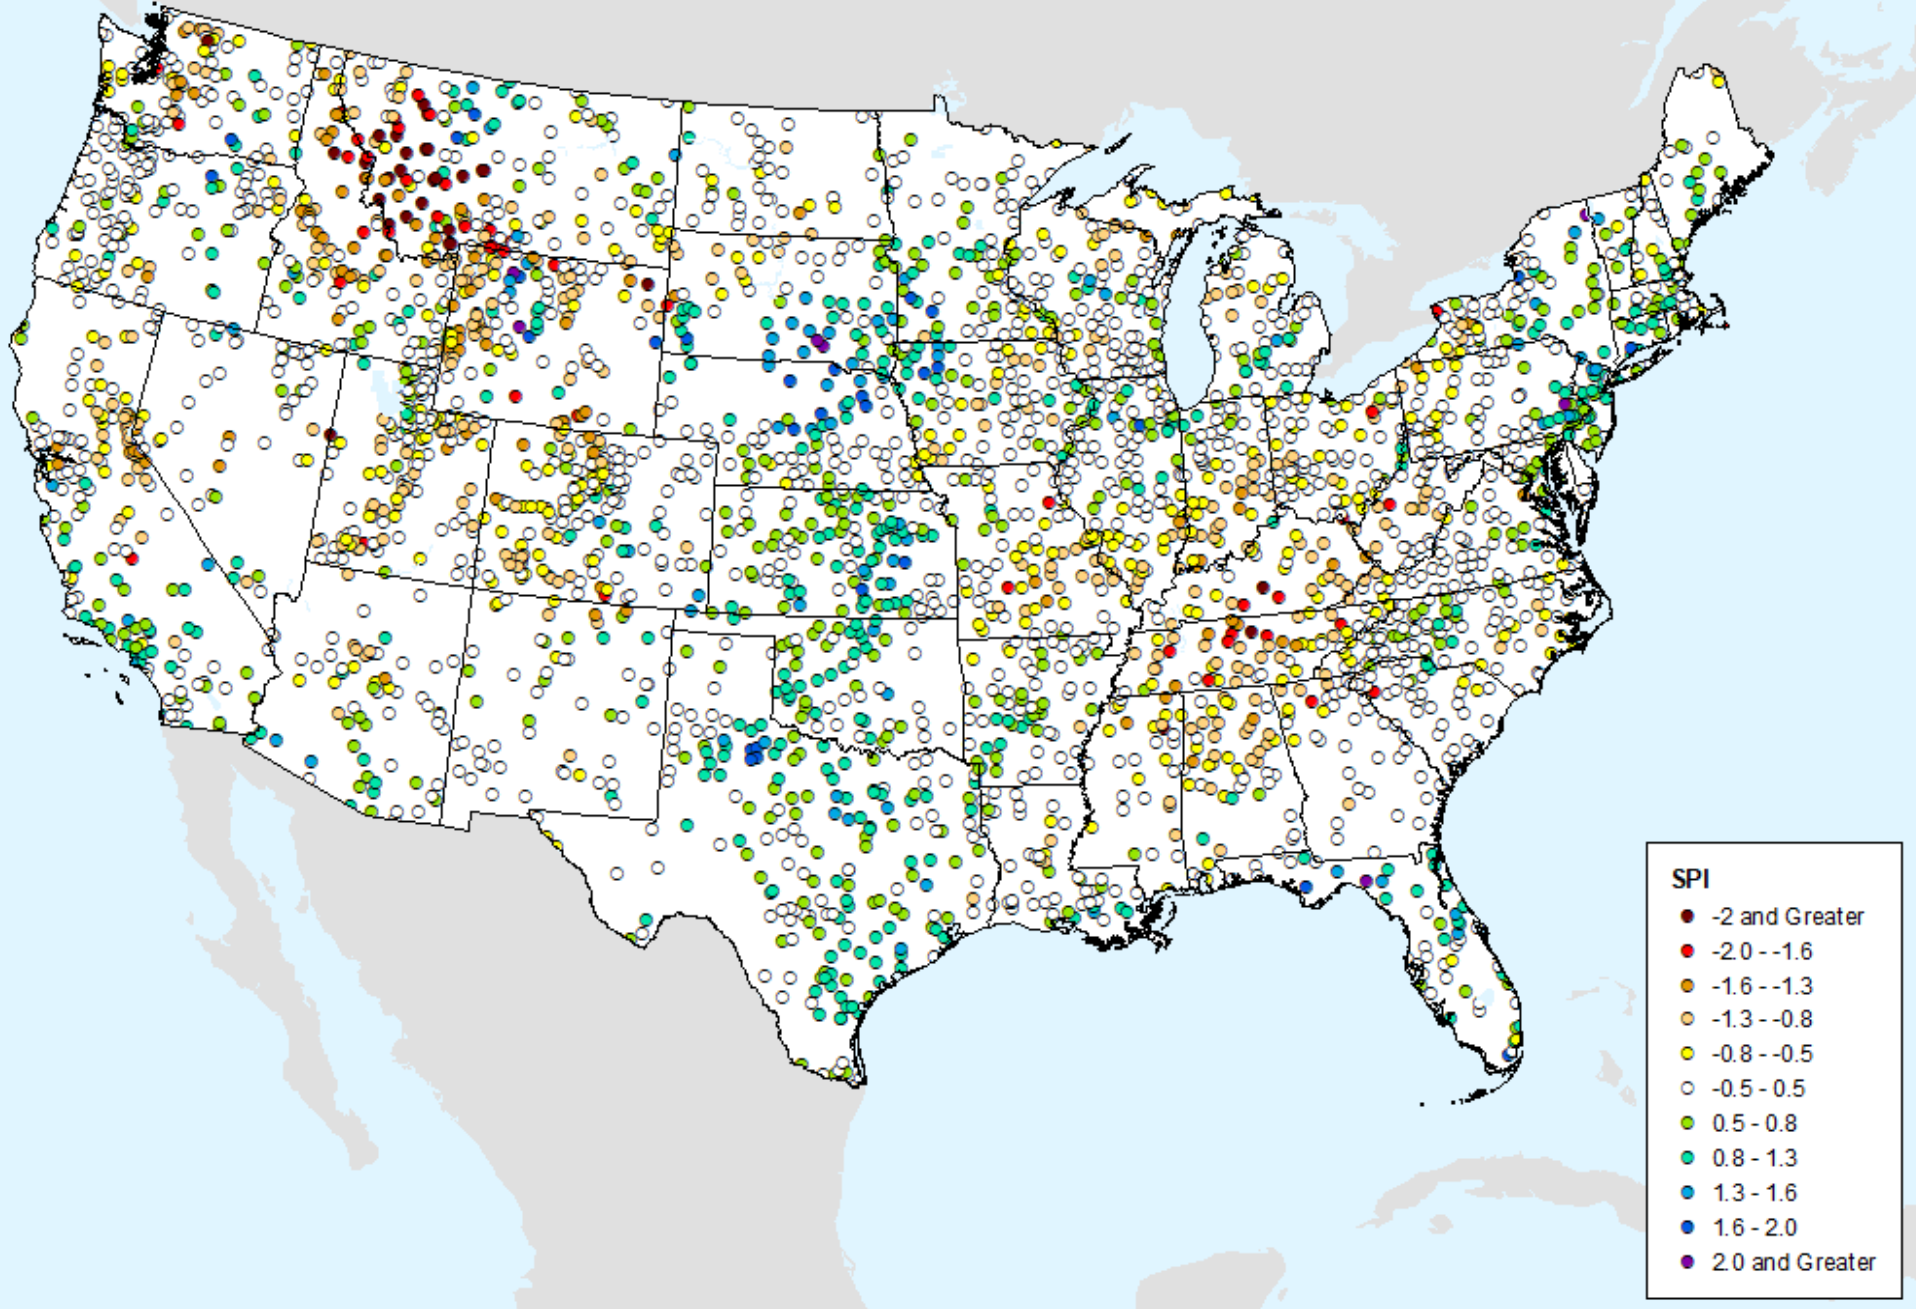 SPI
-2 and Greater
-2.0 - -1.6
-1.6 - -1.3
-1.3 - -0.8
-0.8 - -0.5
-0.5 - 0.5
0.5 - 0.8
0.8 - 1.3
1.3 - 1.6
1.6 - 2.0
2.0 and Greater